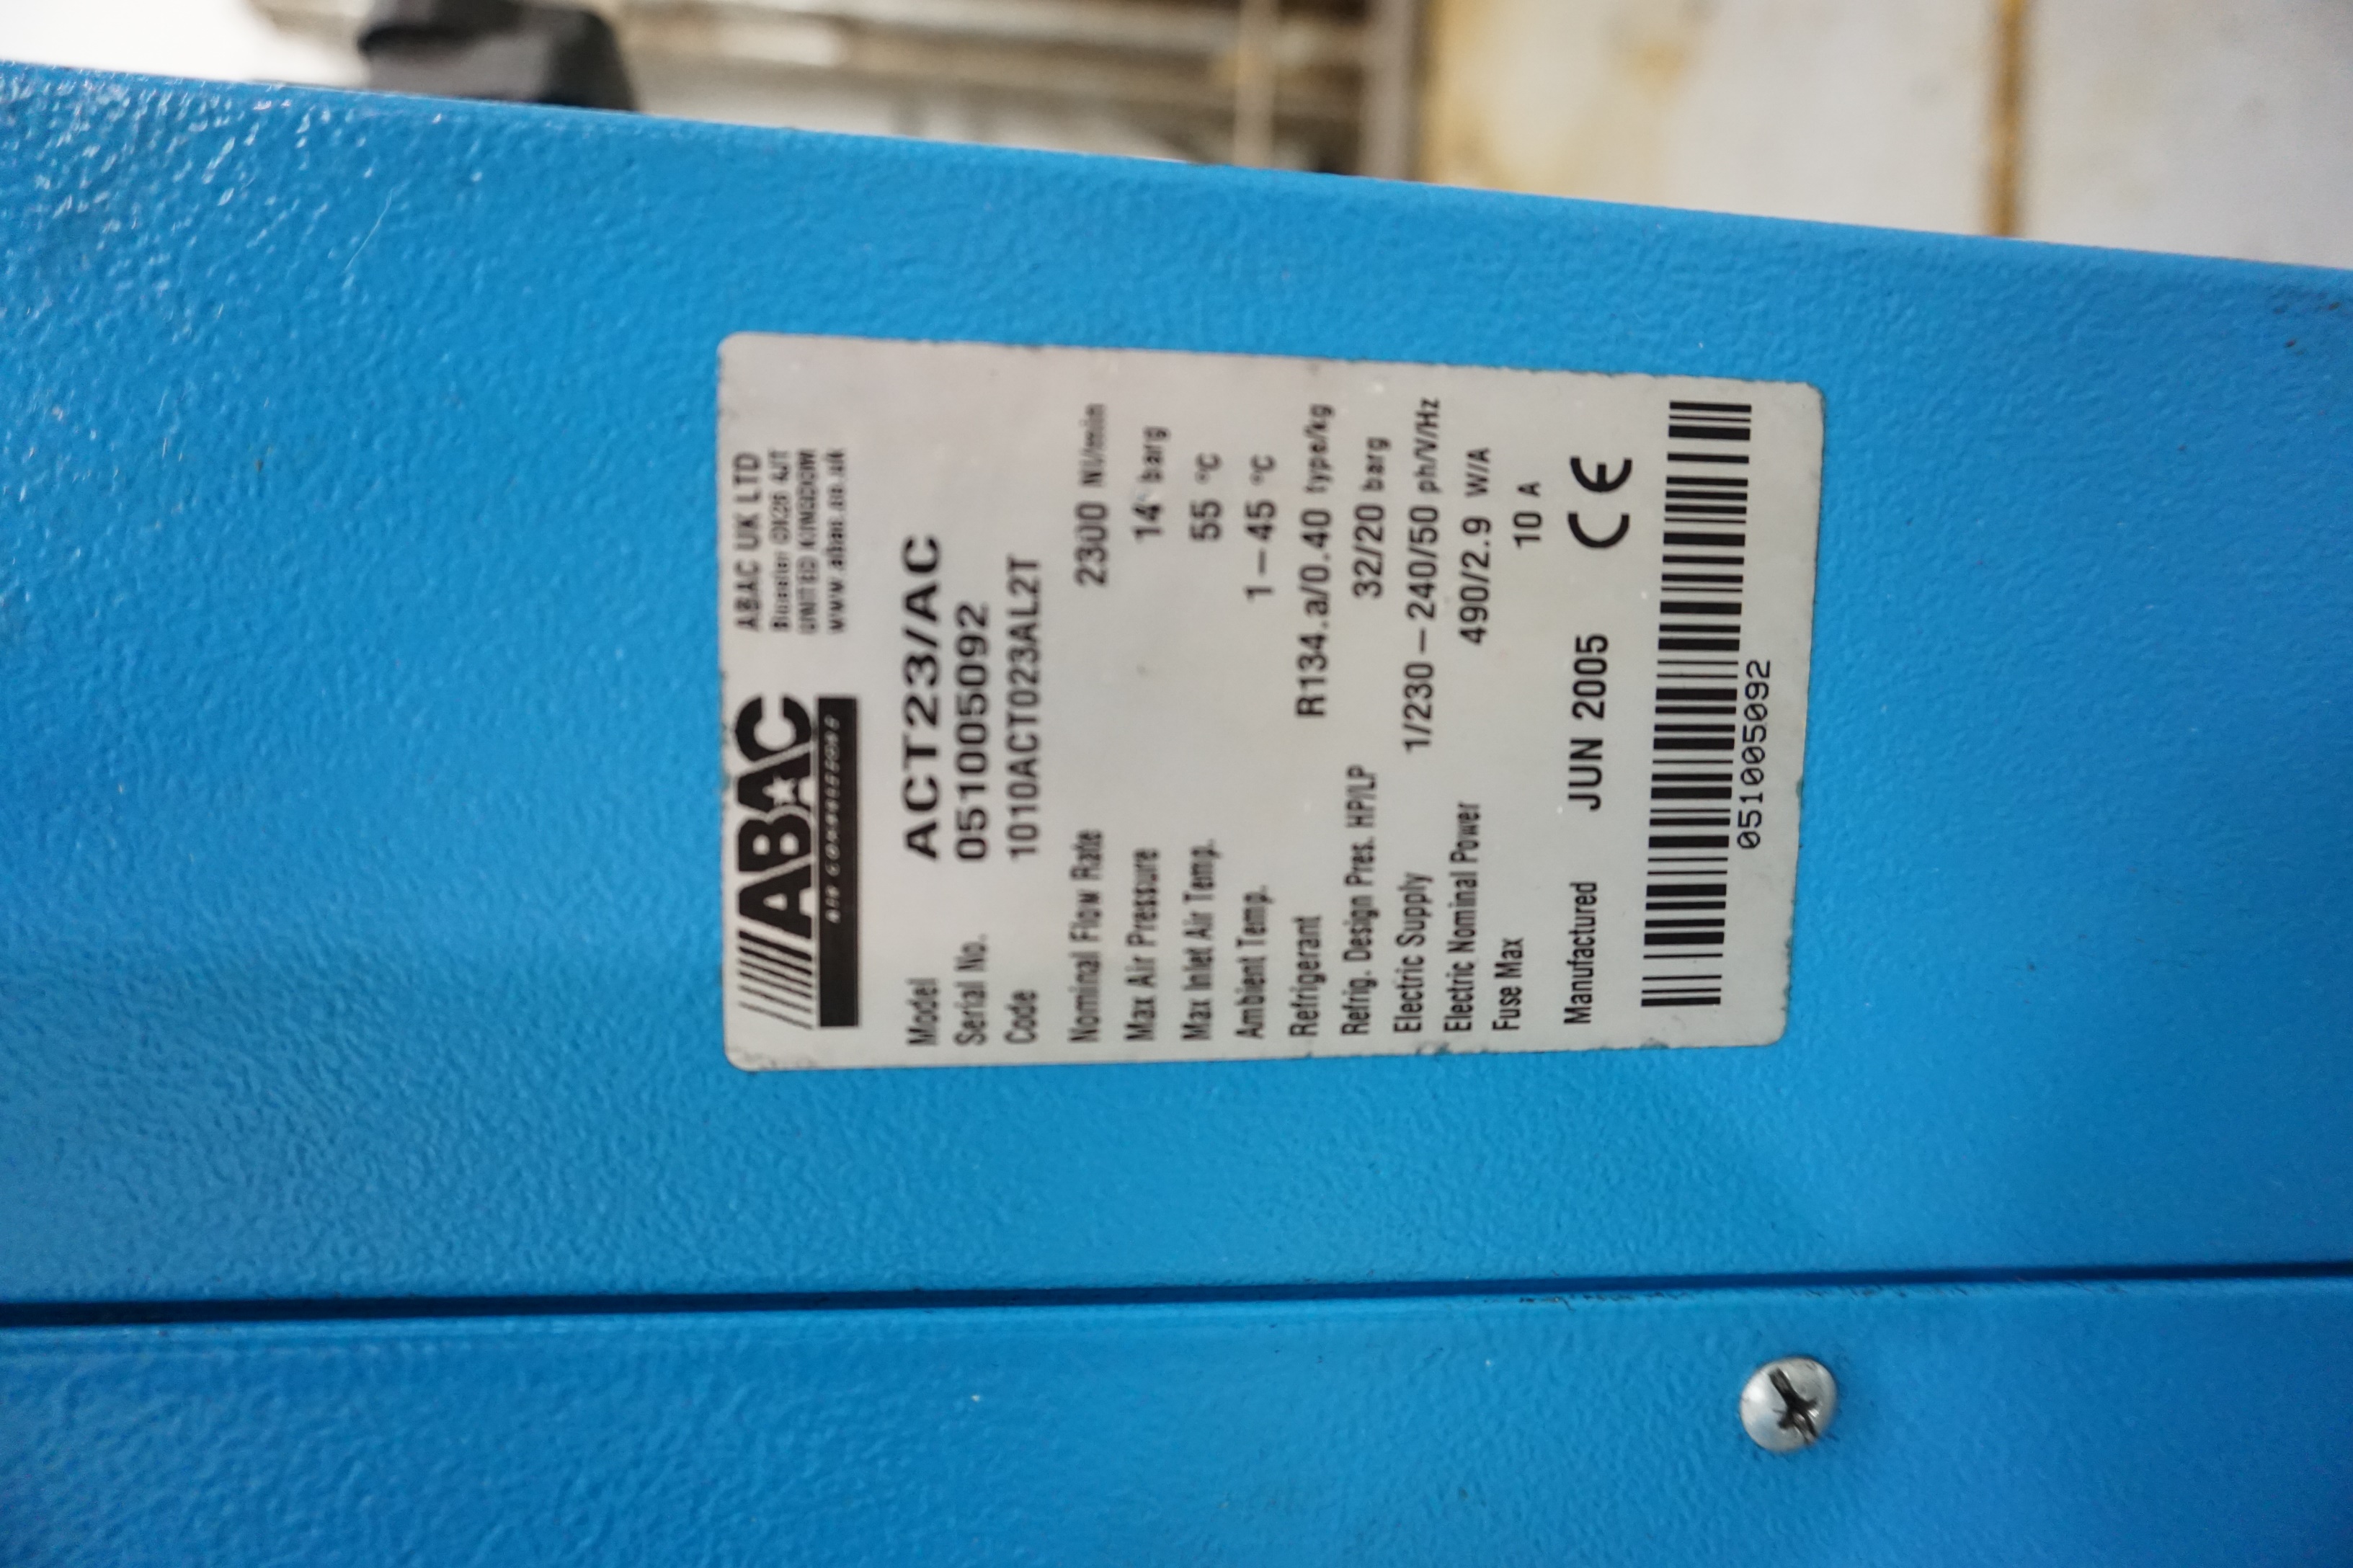 ABAC
AIR COMPRESSORS
ABAC UK LTD
Bicester OX26 4JT
UNITED KINGDOM
www.abac.co.uk
Model ACT23/AC
Serial No. 0510050092
Code 1010ACT023AL2T
Nominal Flow Rate 2300 Nl/min
Max Air Pressure 14 barg
Max Inlet Air Temp. 55 °C
Ambient Temp. 1-45 °C
Refrigerant R134.a/0.40 type/kg
Refrig. Design Pres. HP/LP 32/20 barg
Electric Supply 1/230-240/50 ph/V/Hz
Electric Nominal Power 490/2.9 W/A
Fuse Max 10 A
Manufactured JUN 2005 CE
0510050092